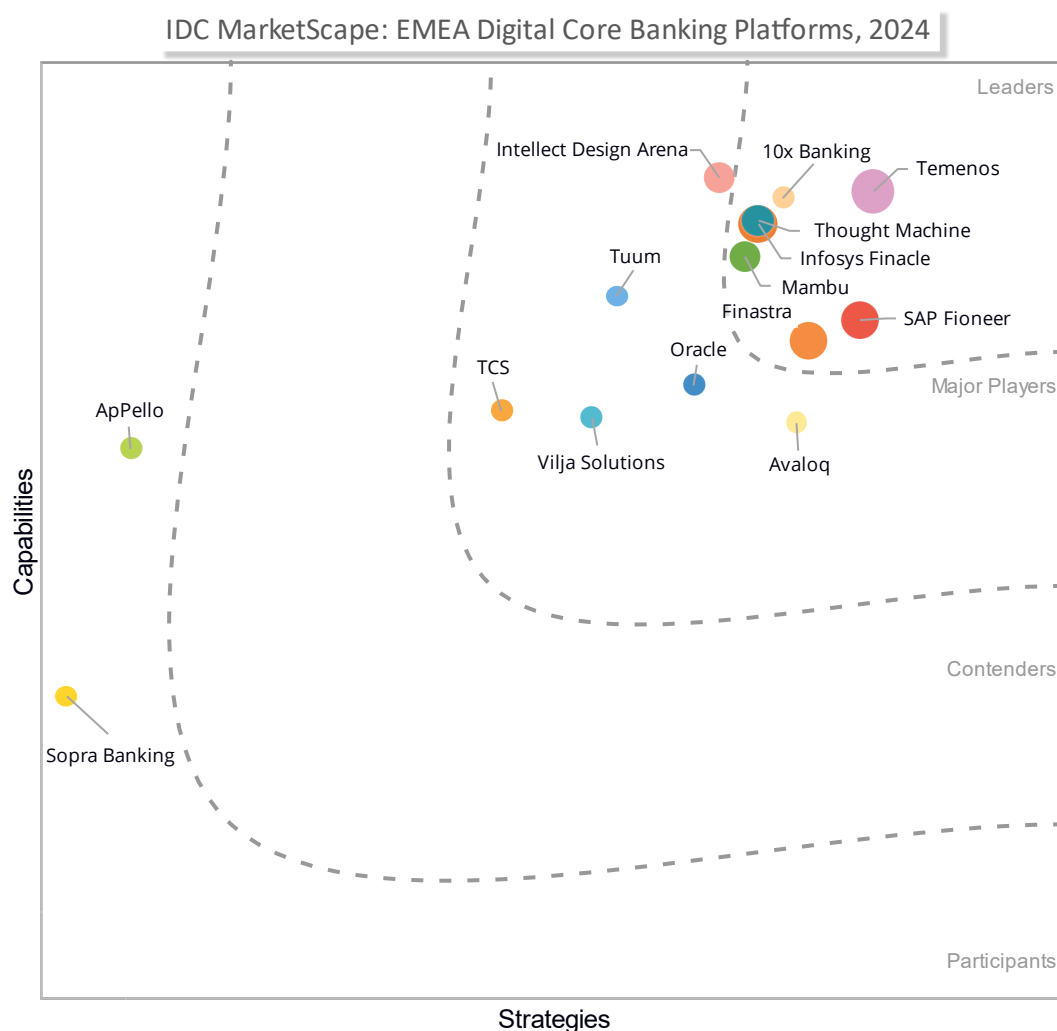 IDC MarketScape: EMEA Digital Core Banking Platforms, 2024
Leaders
Intellect Design Arena
10x Banking
Temenos
Thought Machine
Infosys Finacle
Tuum
Mambu
Finastra
SAP Fioneer
Oracle
TCS
Major Players
ApPello
Vilja Solutions
Avaloq
Capabilities
Contenders
Sopra Banking
Participants
Strategies